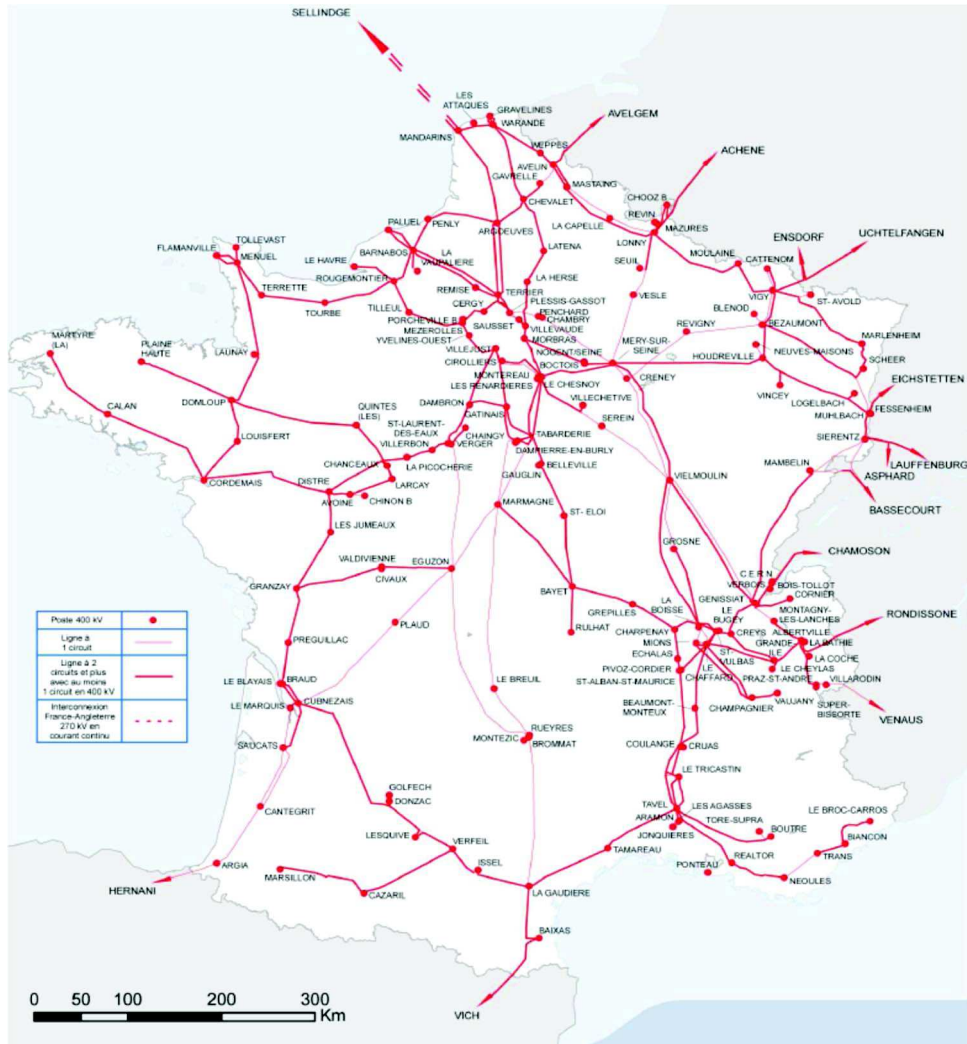 SELLINDGE
LES
ATTAQUES
GRAVELINES
WARANDE
AVELGEM
MANDARINS
WEPPES
AVELIN
GAVRELLE
MASTAING
ACHENE
CHEVALET
CHOOZ B
REVIN
MAZURES
LA CAPELLE
LONNY
PALUEL
PENLY
ARGOEUVES
ENSDORF
UCHTELFANGEN
TOLLEVAST
FLAMANVILLE
MENUEL
LE HAVRE
BARNABOS
LA
VAUPALIERE
LATENA
MOULAINE
CATTENOM
SEUIL
ROUGEMONTIER
LA HERSE
TERRETTE
REMISE
TERRIER
VIGY
ST-AVOLD
TOURBE
TILLEUL
CERGY
PLESSIS-GASSOT
PENCHARD
VESLE
BLENOD
PORCHEVILLE B
CHAMBRY
REVIGNY
BEZAUMONT
MEZEROLLES
SAUSSET
VILLEVAUDE
MARLENHEIM
YVELINES-OUEST
MORBRAS
MERY-SUR-
SEINE
MARTYRE
(LA)
PLAINE
HAUTE
LAUNAY
VILLEJUST
NOGENT/SEINE
HOUDREVILLE
NEUVES-MAISONS
SCHEER
CIROLLIERS
BOCTOIS
MONTEREAU
CRENEY
EICHSTETTEN
LES RENARDIERES
LE CHESNOY
VINCEY
LOGELBACH
MUHLBACH
FESSENHEIM
DOMLOUP
CALAN
QUINTES
(LES)
DAMBRON
VILLECHETIVE
ST-LAURENT-
DES-EAUX
GATINAIS
SEREIN
CHAINGY
LOUISFERT
VILLERBON
VERGER
TABARDERIE
SIERENTZ
DAMPIERRE-EN-BURLY
LAUFFENBURG
CHANCEAUX
LA PICOCHERIE
BELLEVILLE
MAMBELIN
ASPHARD
GAUGLIN
CORDEMAIS
DISTRE
LARCAY
VIELMOULIN
BASSECOURT
AVOINE
CHINON B
MARMAGNE
ST- ELOI
LES JUMEAUX
GROSNE
CHAMOSON
VALDIVIENNE
EGUZON
C.E.R.N
CIVAUX
VERBOIS
BOIS-TOLLOT
GRANZAY
BAYET
GENISSIAT
CORNIER
GREPILLES
LA
BOISSE
LE
BUGEY
MONTAGNY-
LES-LANCHES
RONDISSONE
PLAUD
RULHAT
CHARPENAY
CREYS
ALBERTVILLE
PREGUILLAC
MIONS
GRANDE
ILE
LA BATHIE
ECHALAS
ST-
VULBAS
LA COCHE
PIVOZ-CORDIER
LE CHEYLAS
LE BLAYAIS
BRAUD
LE BREUIL
ST-ALBAN-ST-MAURICE
LE
CHAFFARD
PRAZ-ST-ANDRE
VILLARODIN
CUBNEZAIS
VAUJANY
SUPER-
BISSORTE
LE MARQUIS
BEAUMONT-
MONTEUX
CHAMPAGNIER
VENAUS
RUEYRES
SAUCATS
MONTEZIC
BROMMAT
COULANGE
CRUAS
LE TRICASTIN
GOLFECH
DONZAC
CANTEGRIT
TAVEL
LES AGASSES
LE BROC-CARROS
ARAMON
TORE-SUPRA
BOUTRE
LESQUIVE
JONQUIERES
BIANCON
VERFEIL
TAMAREAU
REALTOR
TRANS
ARGIA
ISSEL
PONTEAU
HERNANI
MARSILLON
NEOULES
CAZARIL
LA GAUDIERE
BAIXAS
VICH
Poste 400 kV
Ligne à
1 circuit
Ligne à 2
circuits et plus
avec au moins
1 circuit en 400 kV
Interconnexion
France-Angleterre
270 kV en
courant continu
0 50 100 200 300
Km